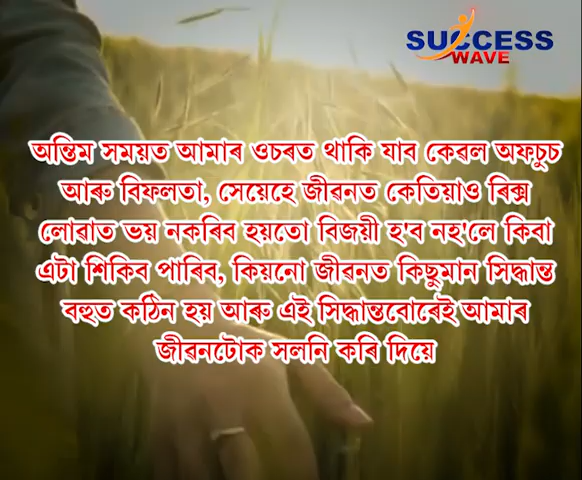 SUCCESS
WAVE
অন্তিম সময়ত আমাৰ ওচৰত থাকি যাব কেৱল অফচুচ
আৰু বিফলতা, সেয়েহে জীৱনত কেতিয়াও ৰিক্স
লোৱাত ভয় নকৰিব হয়তো বিজয়ী হ'ব নহ'লে কিবা
এটা শিকিব পাৰিব, কিয়নো জীৱনত কিছুমান সিদ্ধান্ত
বহুত কঠিন হয় আৰু এই সিদ্ধান্তবোৰেই আমাৰ
জীৱনটোক সলনি কৰি দিয়ে